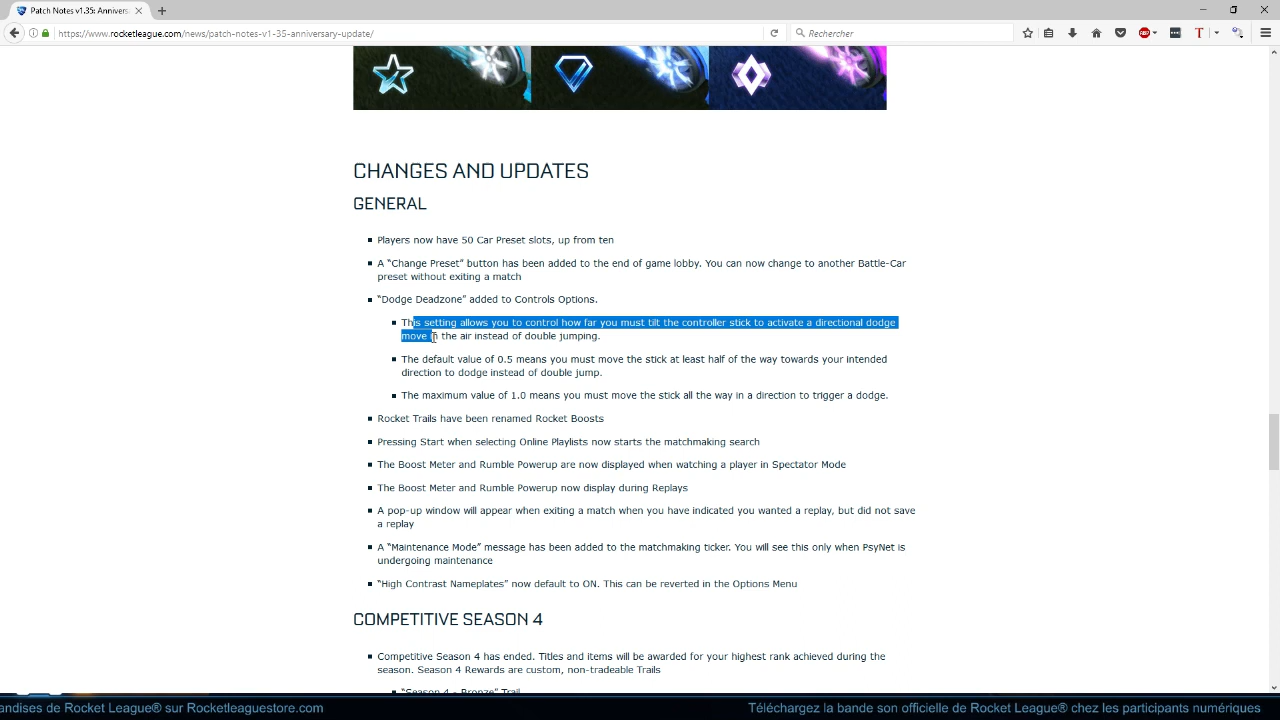 Patch Notes v1-35: Annivers
https://www.rocketleague.com/news/patch-notes-v1-35-anniversary-update/
Rechercher
CHANGES AND UPDATES
GENERAL
Players now have 50 Car Preset slots, up from ten
A “Change Preset” button has been added to the end of game lobby. You can now change to another Battle-Car
preset without exiting a match
“Dodge Deadzone” added to Controls Options.
This setting allows you to control how far you must tilt the controller stick to activate a directional dodge
move in the air instead of double jumping.
The default value of 0.5 means you must move the stick at least half of the way towards your intended
direction to dodge instead of double jump.
The maximum value of 1.0 means you must move the stick all the way in a direction to trigger a dodge.
Rocket Trails have been renamed Rocket Boosts
Pressing Start when selecting Online Playlists now starts the matchmaking search
The Boost Meter and Rumble Powerup are now displayed when watching a player in Spectator Mode
The Boost Meter and Rumble Powerup now display during Replays
A pop-up window will appear when exiting a match when you have indicated you wanted a replay, but did not save
a replay
A “Maintenance Mode” message has been added to the matchmaking ticker. You will see this only when PsyNet is
undergoing maintenance
“High Contrast Nameplates” now default to ON. This can be reverted in the Options Menu
COMPETITIVE SEASON 4
Competitive Season 4 has ended. Titles and items will be awarded for your highest rank achieved during the
season. Season 4 Rewards are custom, non-tradeable Trails
“Season 4 - Bronze” Trail
andises de Rocket League® sur Rocketleaguestore.com
Téléchargez la bande son officielle de Rocket League® chez les participants numériques